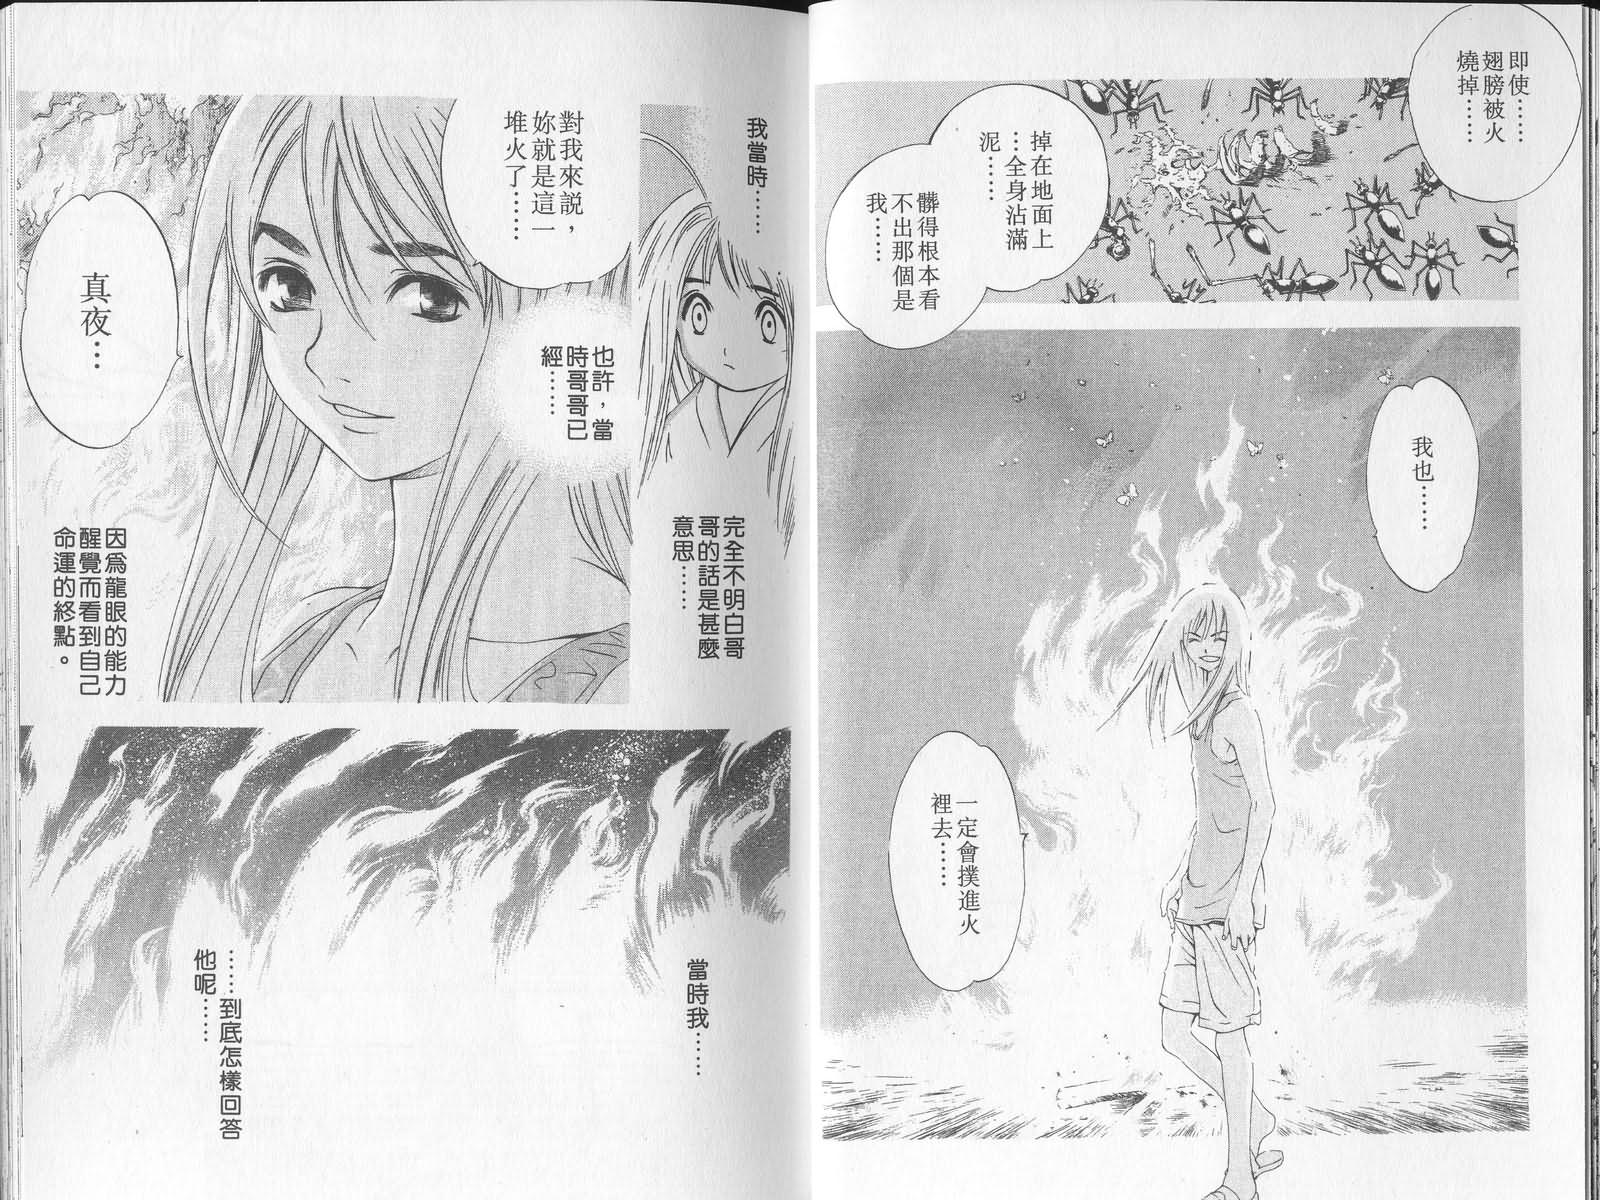 即使……
翅膀被火
燒掉……
掉在地面上
…全身沾滿
泥……
髒得根本看
不出那個是
我……
我也……
一定會撲進火
裡去……
我當時……
完全不明白哥
哥的話是甚麼
意思……
對我來說，
妳就是這一
堆火了……
也許，當
時哥哥已
經……
真夜…
因為龍眼的能力
醒覺而看到自己
命運的終點。
當時我……
……到底怎樣回答
他呢……